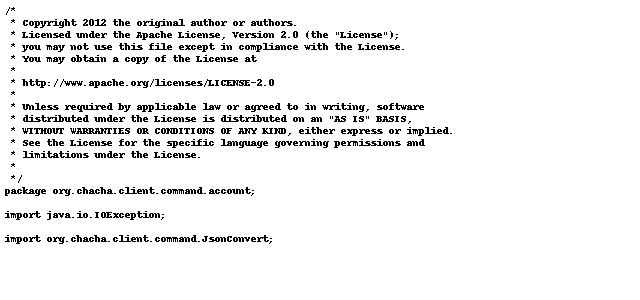 /*
 * Copyright 2012 the original author or authors.
 * Licensed under the Apache License, Version 2.0 (the "License");
 * you may not use this file except in compliance with the License.
 * You may obtain a copy of the License at
 *
 * http://www.apache.org/licenses/LICENSE-2.0
 *
 * Unless required by applicable law or agreed to in writing, software
 * distributed under the License is distributed on an "AS IS" BASIS,
 * WITHOUT WARRANTIES OR CONDITIONS OF ANY KIND, either express or implied.
 * See the License for the specific language governing permissions and
 * limitations under the License.
 *
 */
package org.chacha.client.command.account;

import java.io.IOException;

import org.chacha.client.command.JsonConvert;